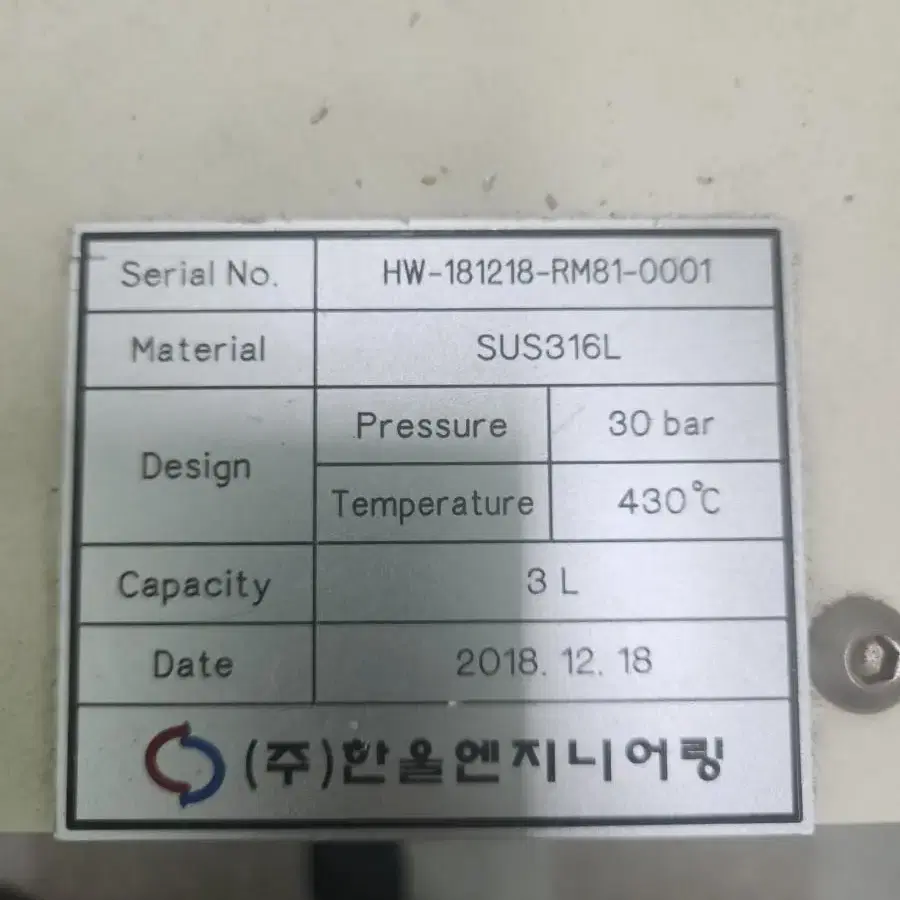 Serial No. HW-181218-RM81-0001
Material SUS316L
Design Pressure 30 bar
Temperature 430℃
Capacity 3 L
Date 2018. 12. 18
(주)한울엔지니어링